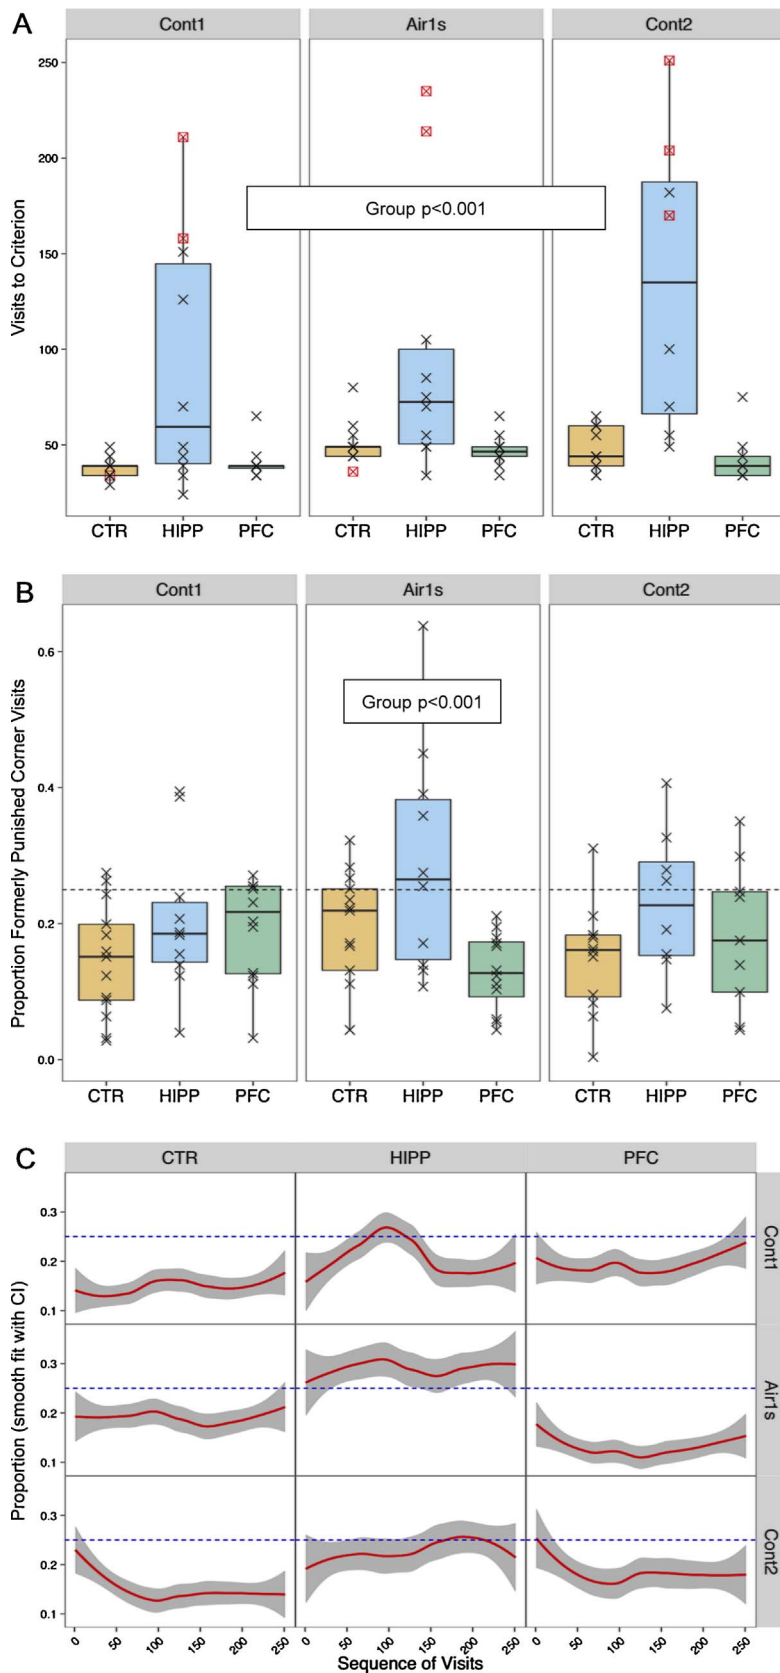 A
Cont1 Air1s Cont2
Visits to Criterion
250
200
150
100
50
Group p<0.001
CTR HIPP PFC CTR HIPP PFC CTR HIPP PFC
B
Cont1 Air1s Cont2
Proportion Formerly Punished Corner Visits
0.6
0.4
0.2
0.0
Group p<0.001
CTR HIPP PFC CTR HIPP PFC CTR HIPP PFC
C
CTR HIPP PFC
Proportion (smooth fit with CI)
0.3
0.2
0.1
Cont1
0.3
0.2
0.1
Air1s
0.3
0.2
0.1
Cont2
0 50 100 150 200 250 0 50 100 150 200 250 0 50 100 150 200 250
Sequence of Visits